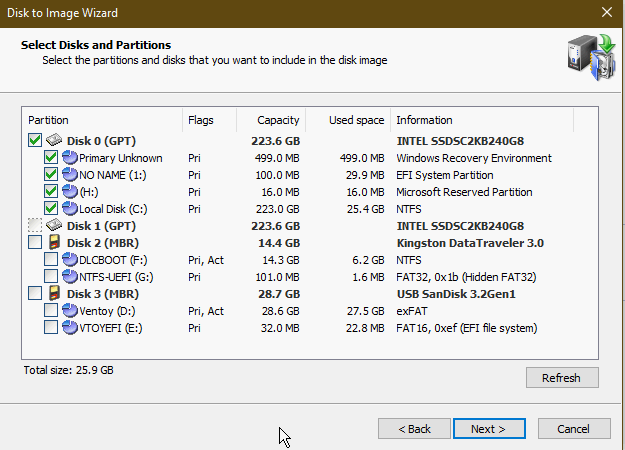 Disk to Image Wizard
Select Disks and Partitions
Select the partitions and disks that you want to include in the disk image
Partition Flags Capacity Used space Information
Disk 0 (GPT) 223.6 GB INTEL SSDSC2KB240G8
Primary Unknown Pri 499.0 MB 499.0 MB Windows Recovery Environment
NO NAME (1:) Pri 100.0 MB 29.9 MB EFI System Partition
(H:) Pri 16.0 MB 16.0 MB Microsoft Reserved Partition
Local Disk (C:) Pri 223.0 GB 25.4 GB NTFS
Disk 1 (GPT) 223.6 GB INTEL SSDSC2KB240G8
Disk 2 (MBR) 14.4 GB Kingston DataTraveler 3.0
DLCBOOT (F:) Pri, Act 14.3 GB 6.2 GB NTFS
NTFS-UEFI (G:) Pri 101.0 MB 1.6 MB FAT32, 0x1b (Hidden FAT32)
Disk 3 (MBR) 28.7 GB USB SanDisk 3.2Gen1
Ventoy (D:) Pri, Act 28.6 GB 27.5 GB exFAT
VTOYEFI (E:) Pri 32.0 MB 22.8 MB FAT16, 0xef (EFI file system)
Total size: 25.9 GB
Refresh
< Back Next > Cancel